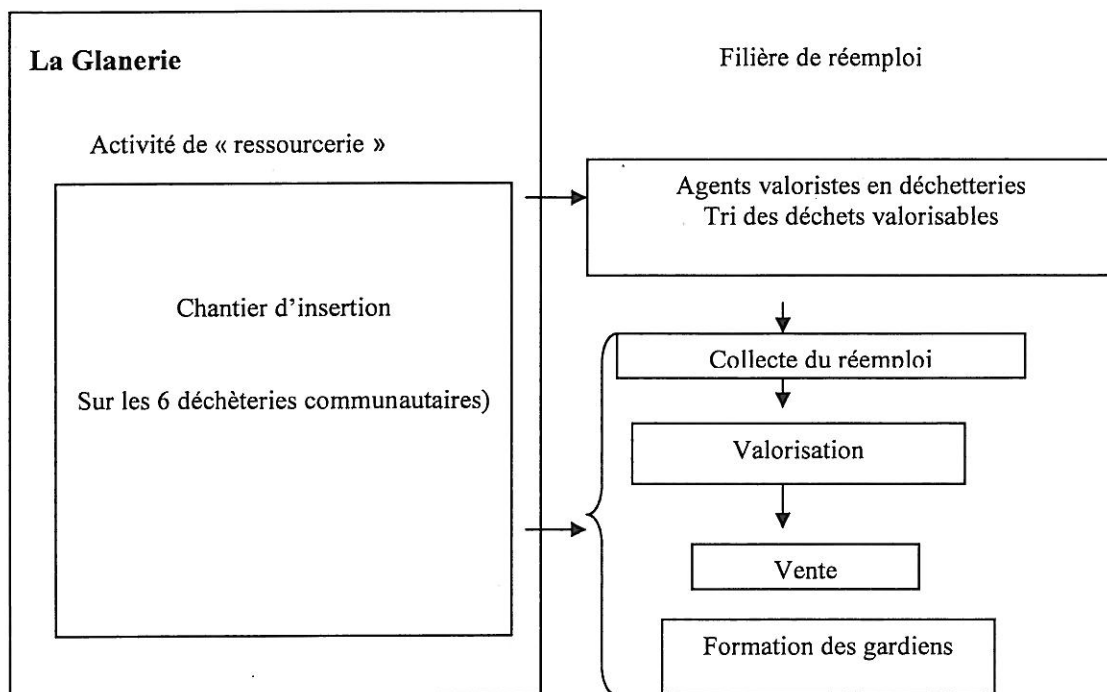 La Glanerie
Activité de « ressourcerie »
Chantier d'insertion
Sur les 6 déchèteries communautaires)
Filière de réemploi
Agents valoristes en déchetteries
Tri des déchets valorisables
Collecte du réemploi
Valorisation
Vente
Formation des gardiens